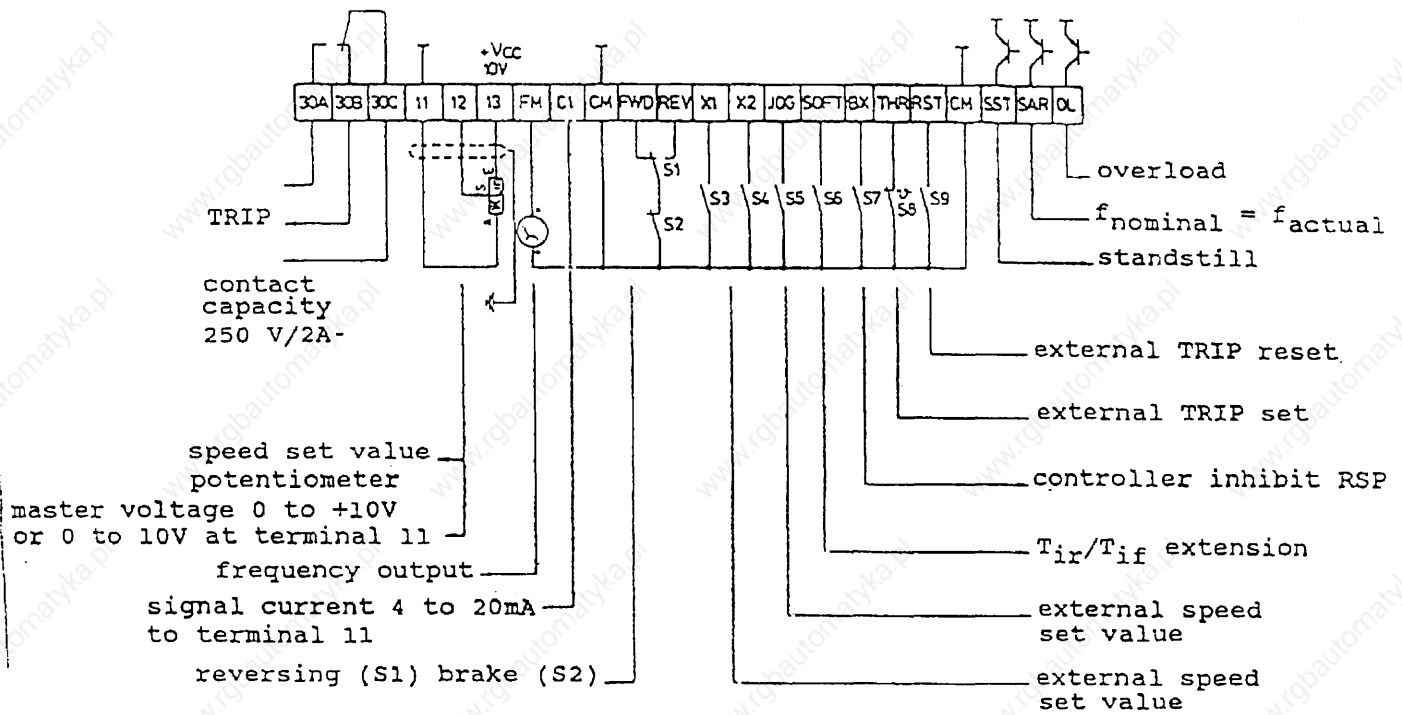 +Vcc
10V
30A 30B 30C 11 12 13 FM C1 CM FWD REV X1 X2 JOG SOFT BX THR RST CM SST SAR OL
S1
S2
S3
S4
S5
S6
S7
S8
S9
E
S
A
overload
TRIP
fnominal = factual
standstill
contact
capacity
250 V/2A-
external TRIP reset
external TRIP set
speed set value
potentiometer
controller inhibit RSP
master voltage 0 to +10V
or 0 to 10V at terminal 11
Tir/Tif extension
frequency output
signal current 4 to 20mA
to terminal 11
external speed
set value
reversing (S1) brake (S2)
external speed
set value
www.rgbautomatyka.pl